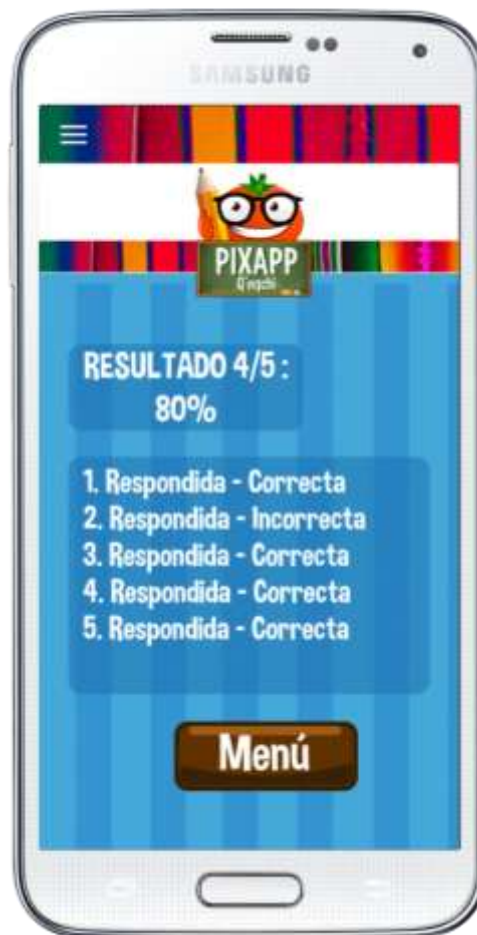 SAMSUNG
PIXAPP
Q'eqchi
RESULTADO 4/5 :
80%
1. Respondida - Correcta
2. Respondida - Incorrecta
3. Respondida - Correcta
4. Respondida - Correcta
5. Respondida - Correcta
Menú